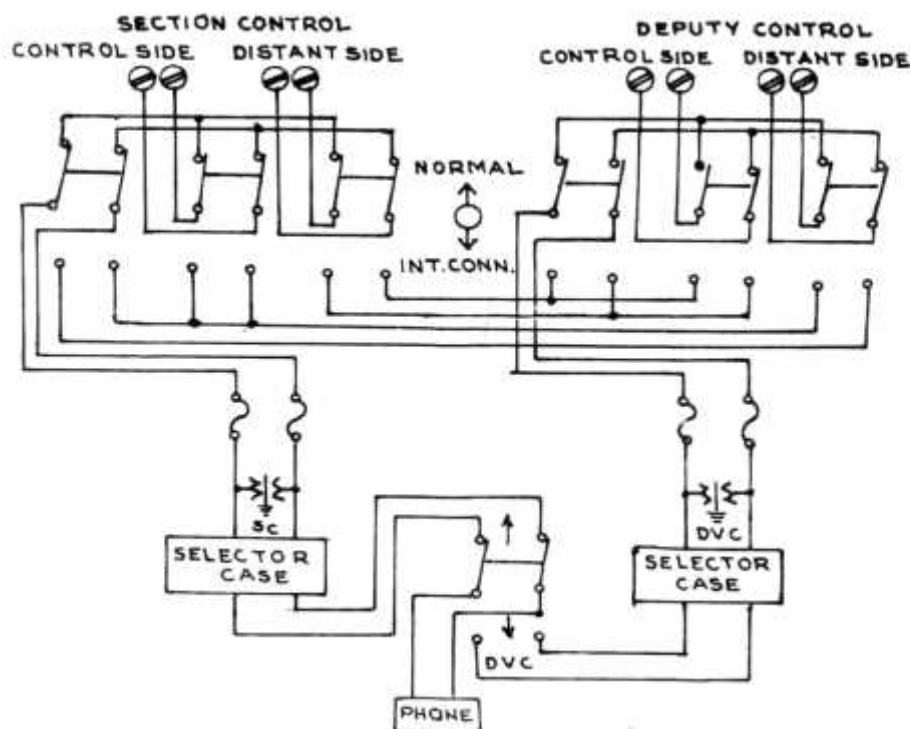 SECTION CONTROL
CONTROL SIDE DISTANT SIDE
DEPUTY CONTROL
CONTROL SIDE DISTANT SIDE
NORMAL
INT.CONN.
SC
SELECTOR
CASE
DVC
SELECTOR
CASE
DVC
PHONE